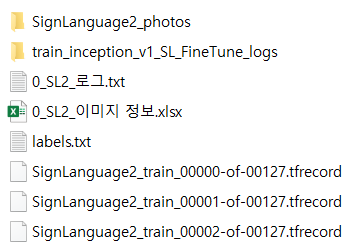 SignLanguage2_photos
train_inception_v1_SL_FineTune_logs
0_SL2_로그.txt
0_SL2_이미지 정보.xlsx
labels.txt
SignLanguage2_train_00000-of-00127.tfrecord
SignLanguage2_train_00001-of-00127.tfrecord
SignLanguage2_train_00002-of-00127.tfrecord